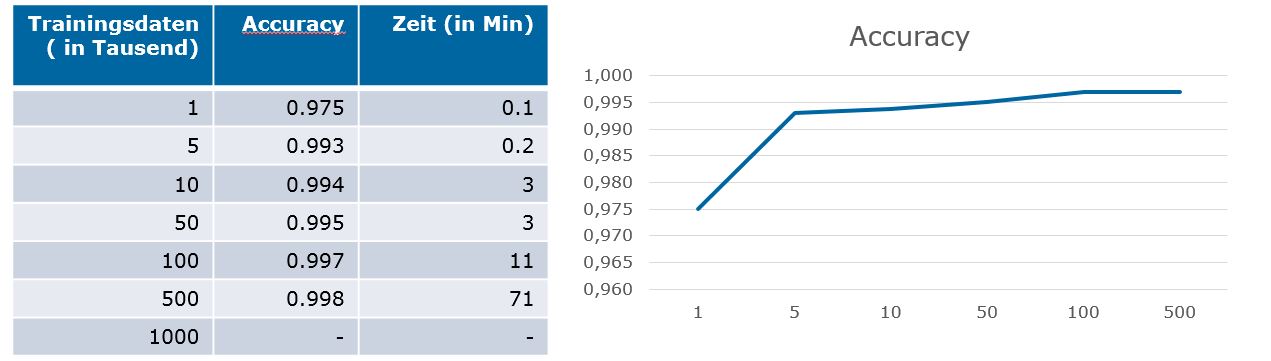 Trainingsdaten Accuracy Zeit (in Min)
( in Tausend)
1 0.975 0.1
5 0.993 0.2
10 0.994 3
50 0.995 3
100 0.997 11
500 0.998 71
1000 - -
Accuracy
1,000
0,995
0,990
0,985
0,980
0,975
0,970
0,965
0,960
1 5 10 50 100 500